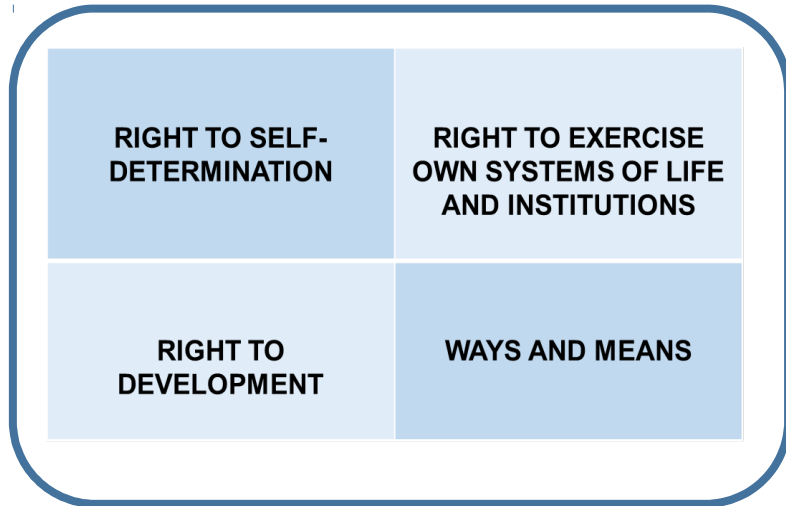 RIGHT TO SELF-
DETERMINATION
RIGHT TO EXERCISE
OWN SYSTEMS OF LIFE
AND INSTITUTIONS
RIGHT TO
DEVELOPMENT
WAYS AND MEANS